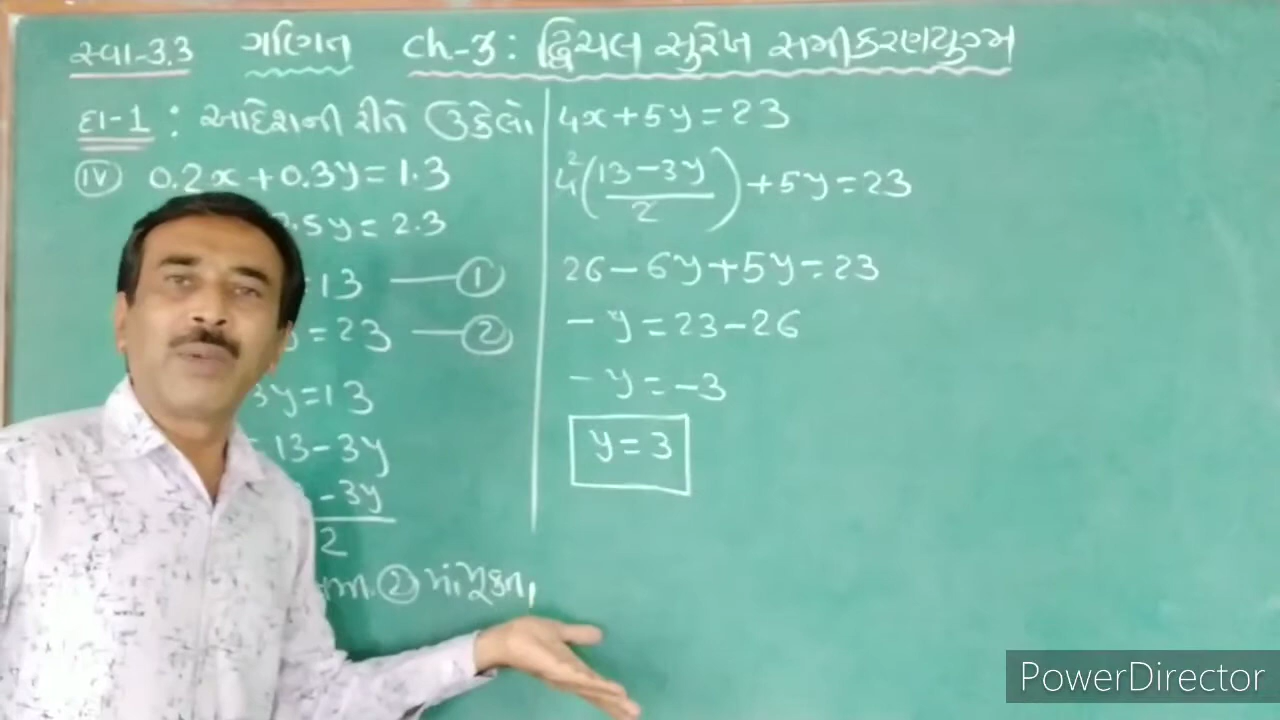 સ્વા-3.3 ગણિત ch-3: દ્વિચલ સુરેખ સમીકરણયુગ્મ
દા-1 : આદેશની રીતે ઉકેલો
IV 0.2x+0.3y=1.3
.5y=2.3
=13 — 1
=23 — 2
3y=13
13-3y
-3y
2
2 માં મૂકતા,
4x+5y=23
4²(13-3y/2)+5y=23
26-6y+5y=23
-y=23-26
-y=-3
y=3
PowerDirector